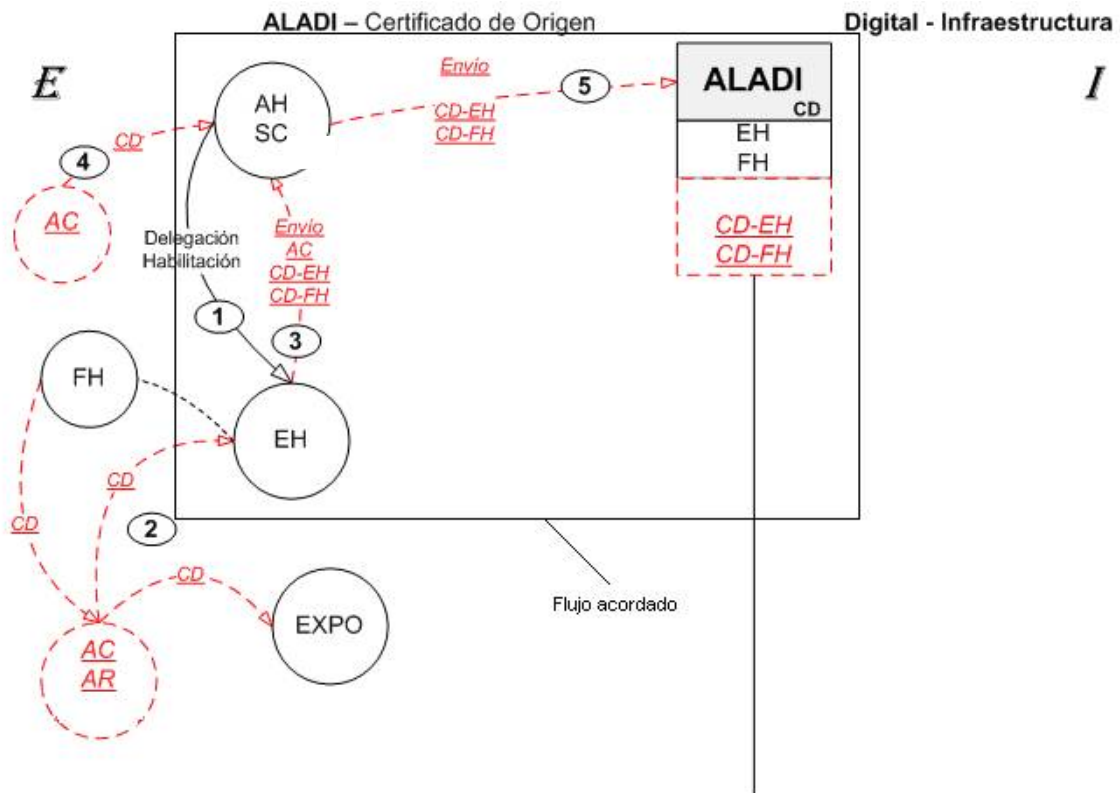 ALADI – Certificado de Origen
Digital - Infraestructura
E
I
AH
SC
Envío
5
CD-EH
CD-FH
ALADI
CD
EH
FH
CD-EH
CD-FH
CD
4
AC
Delegación
Habilitación
Envío
AC
CD-EH
CD-FH
1
3
FH
EH
CD
CD
2
CD
EXPO
Flujo acordado
AC
AR